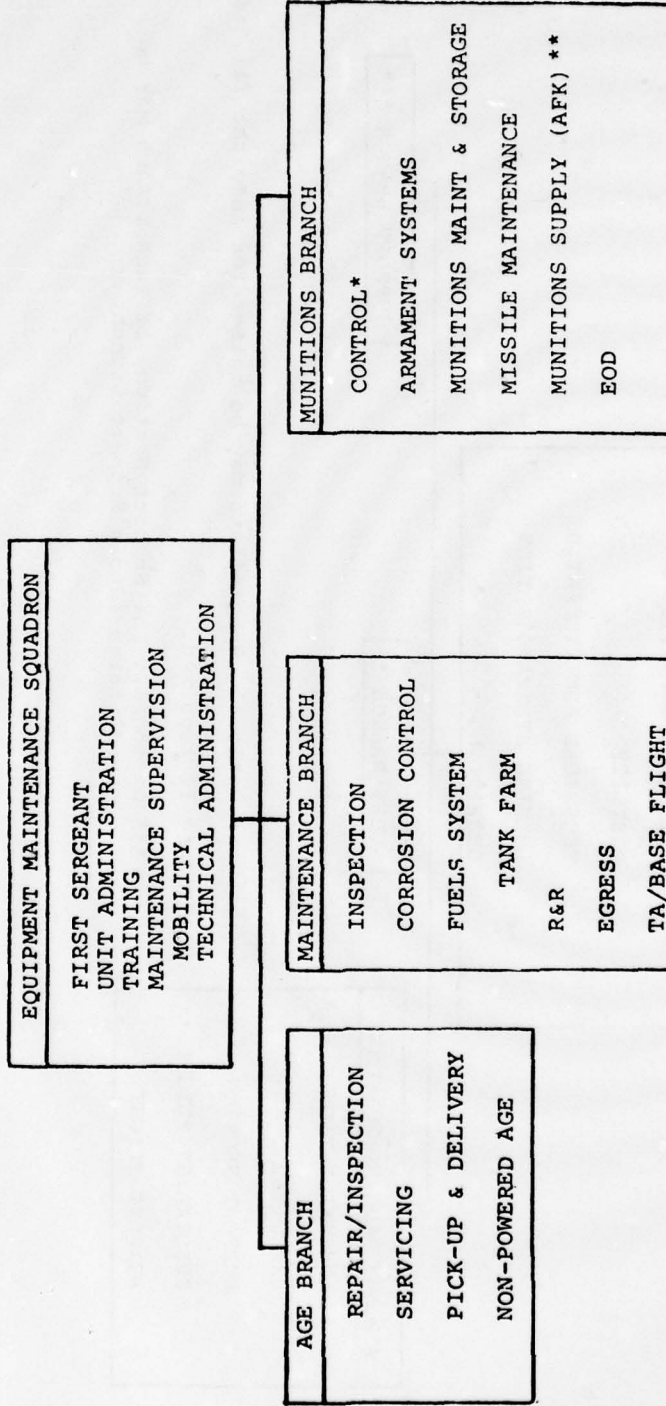 EQUIPMENT MAINTENANCE SQUADRON
FIRST SERGEANT
UNIT ADMINISTRATION
TRAINING
MAINTENANCE SUPERVISION
MOBILITY
TECHNICAL ADMINISTRATION
AGE BRANCH
REPAIR/INSPECTION
SERVICING
PICK-UP & DELIVERY
NON-POWERED AGE
MAINTENANCE BRANCH
INSPECTION
CORROSION CONTROL
FUELS SYSTEM
TANK FARM
R&R
EGRESS
TA/BASE FLIGHT
MUNITIONS BRANCH
CONTROL*
ARMAMENT SYSTEMS
MUNITIONS MAINT & STORAGE
MISSILE MAINTENANCE
MUNITIONS SUPPLY (AFK) **
EOD